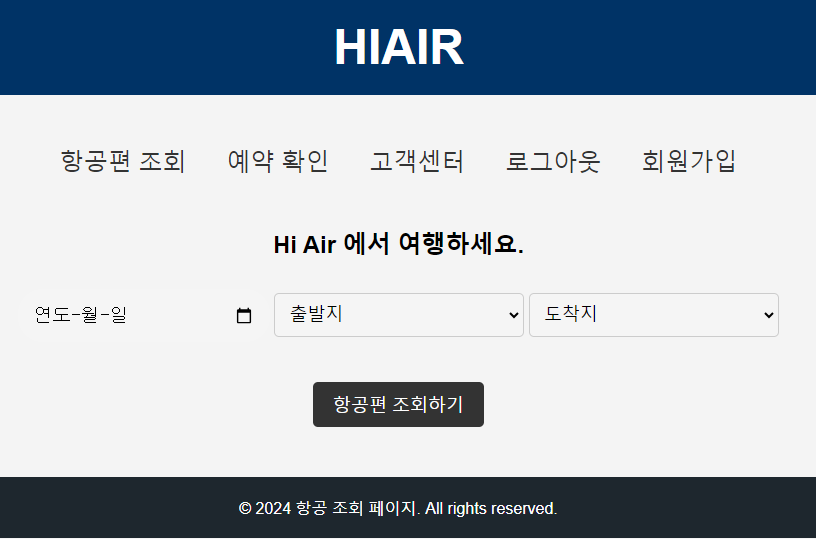 HIAIR
항공편 조회 예약 확인 고객센터 로그아웃 회원가입
Hi Air 에서 여행하세요.
연도-월-일 출발지 도착지
항공편 조회하기
© 2024 항공 조회 페이지. All rights reserved.